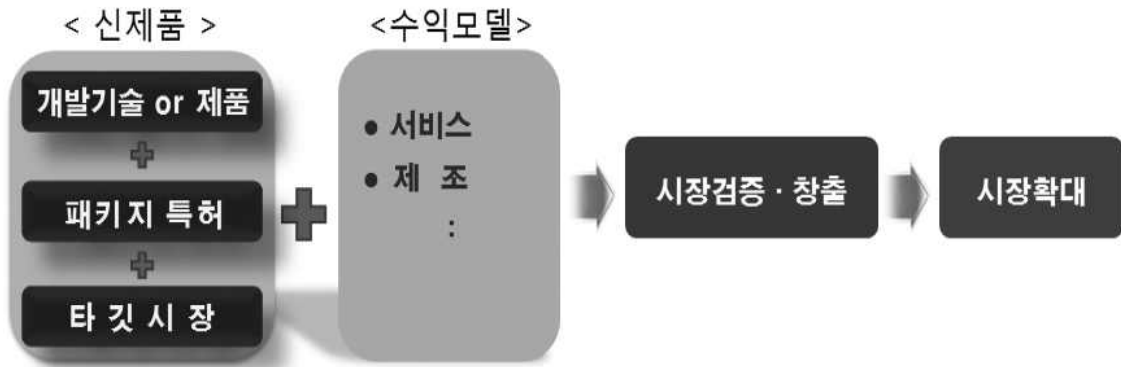 < 신제품 >
개발기술 or 제품
+
패키지 특허
+
타 깃 시 장
+
<수익모델>
● 서비스
● 제 조
:
시장검증 · 창출
시장확대